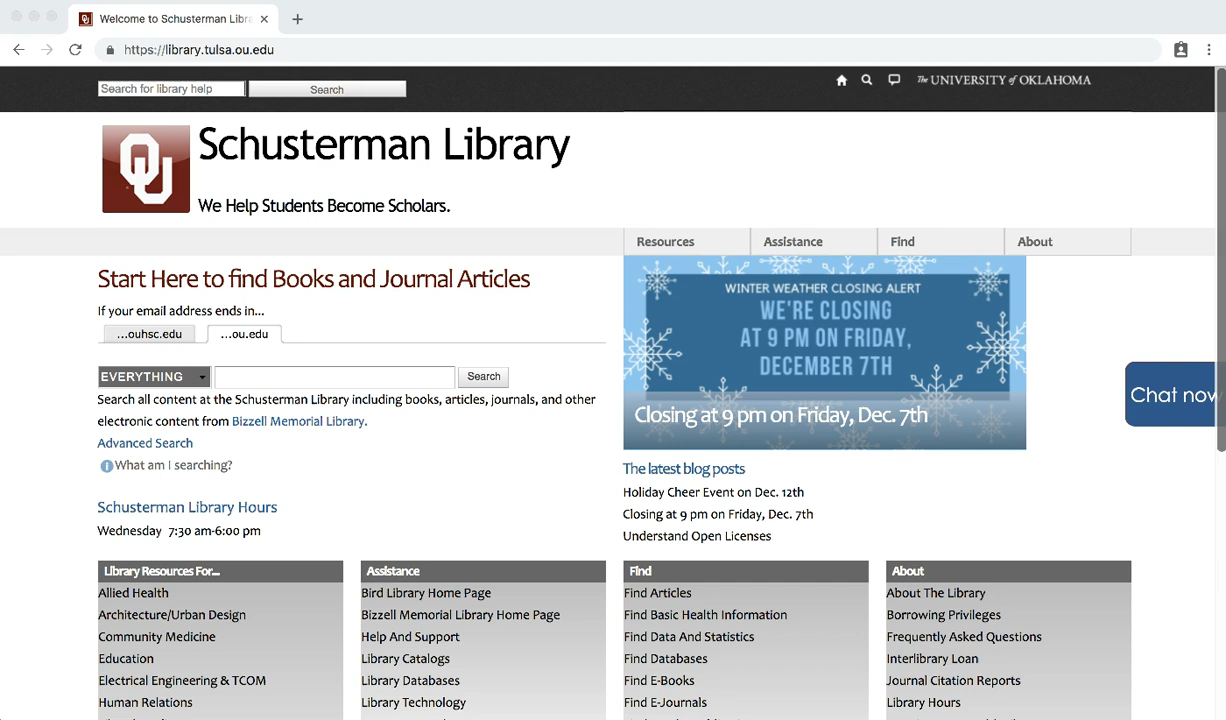 Welcome to Schusterman Libra
https://library.tulsa.ou.edu
Search for library help
Search
The UNIVERSITY of OKLAHOMA
OU
Schusterman Library
We Help Students Become Scholars.
Resources
Assistance
Find
About
Start Here to find Books and Journal Articles
If your email address ends in...
...ouhsc.edu
...ou.edu
EVERYTHING
Search
Search all content at the Schusterman Library including books, articles, journals, and other
electronic content from Bizzell Memorial Library.
Advanced Search
What am I searching?
Schusterman Library Hours
Wednesday 7:30 am-6:00 pm
WINTER WEATHER CLOSING ALERT
WE'RE CLOSING
AT 9 PM ON FRIDAY,
DECEMBER 7TH
Closing at 9 pm on Friday, Dec. 7th
Chat now
The latest blog posts
Holiday Cheer Event on Dec. 12th
Closing at 9 pm on Friday, Dec. 7th
Understand Open Licenses
Library Resources For...
Allied Health
Architecture/Urban Design
Community Medicine
Education
Electrical Engineering & TCOM
Human Relations
Assistance
Bird Library Home Page
Bizzell Memorial Library Home Page
Help And Support
Library Catalogs
Library Databases
Library Technology
Find
Find Articles
Find Basic Health Information
Find Data And Statistics
Find Databases
Find E-Books
Find E-Journals
About
About The Library
Borrowing Privileges
Frequently Asked Questions
Interlibrary Loan
Journal Citation Reports
Library Hours